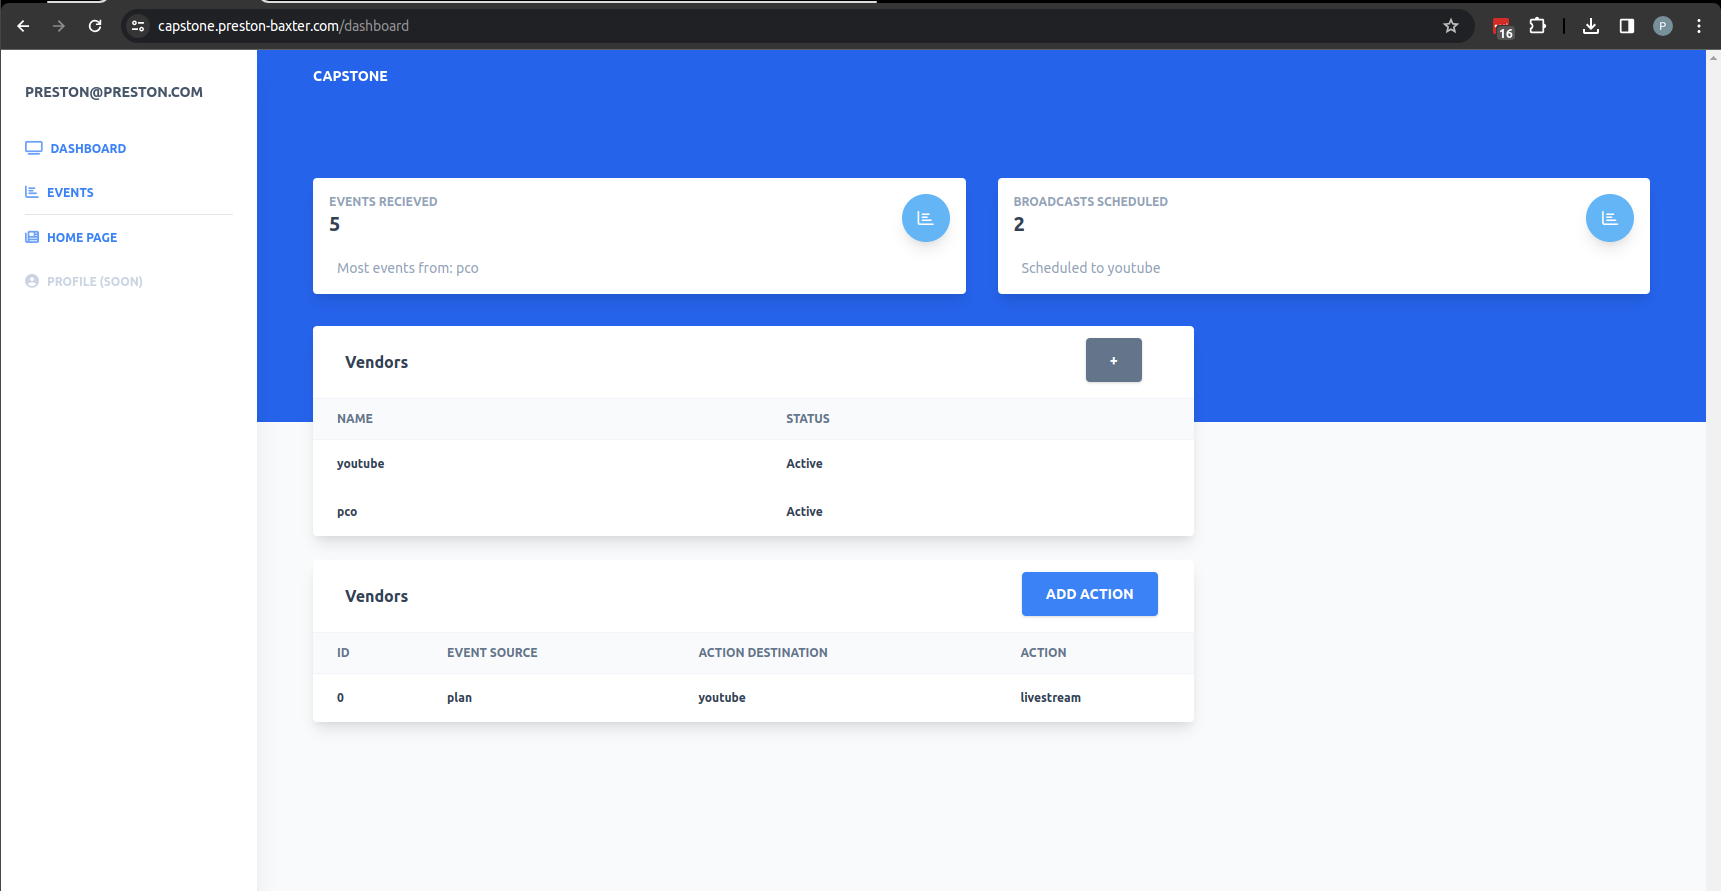 capstone.preston-baxter.com/dashboard
16
P
PRESTON@PRESTON.COM
DASHBOARD
EVENTS
HOME PAGE
PROFILE (SOON)
CAPSTONE
EVENTS RECIEVED
5
Most events from: pco
BROADCASTS SCHEDULED
2
Scheduled to youtube
Vendors
+
NAME STATUS
youtube Active
pco Active
Vendors
ADD ACTION
ID EVENT SOURCE ACTION DESTINATION ACTION
0 plan youtube livestream